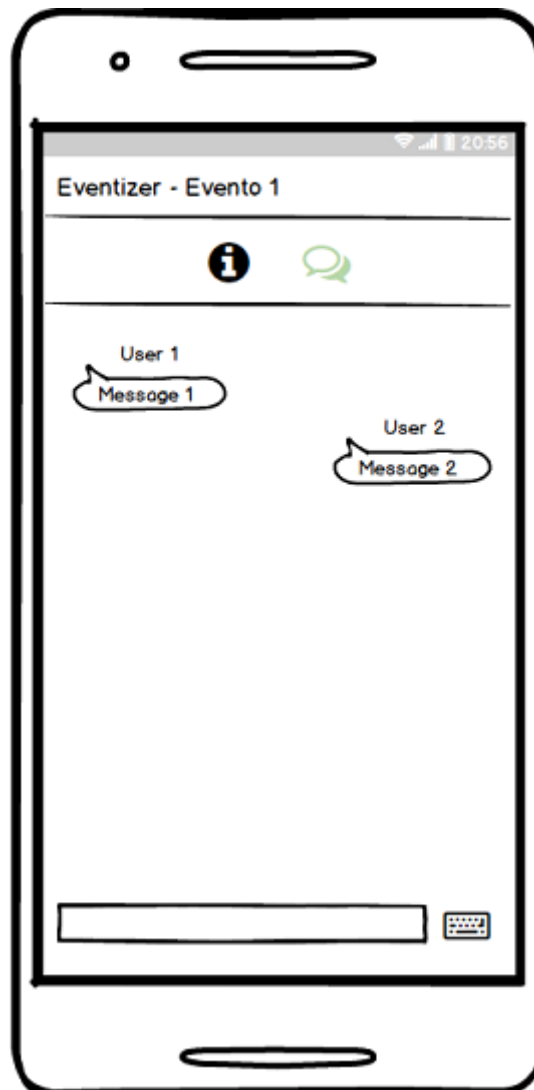 20:56
Eventizer - Evento 1
User 1
Message 1
User 2
Message 2